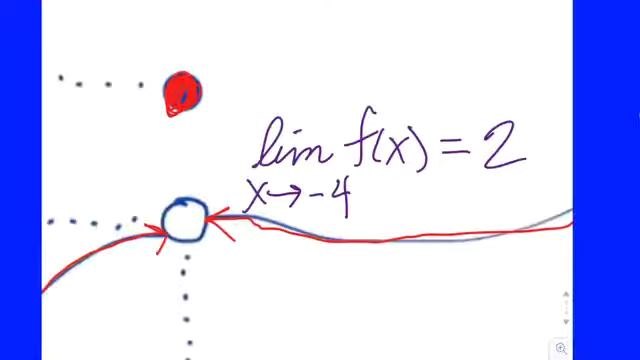 lim f(x) = 2
x→-4